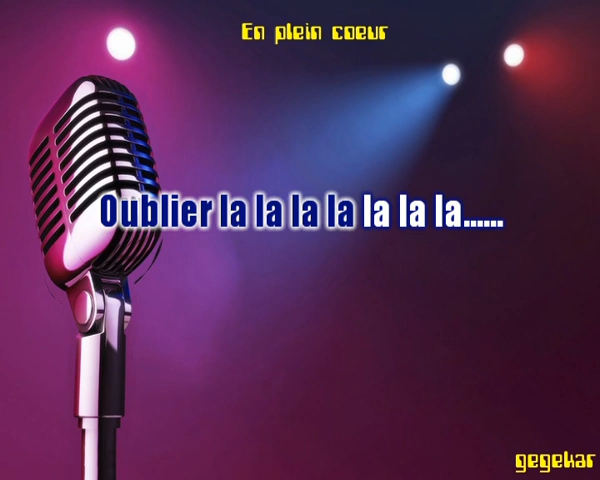 En plein coeur
Oublier la la la la la la la......
gegekar